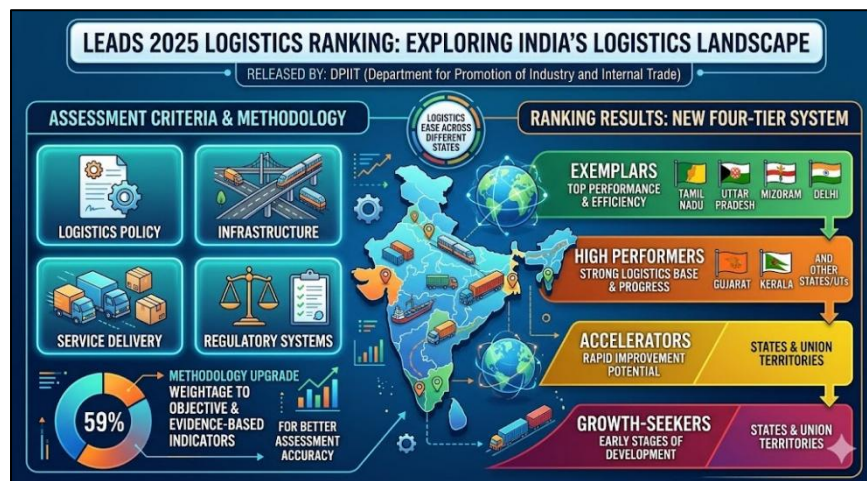 LEADS 2025 LOGISTICS RANKING: EXPLORING INDIA'S LOGISTICS LANDSCAPE
RELEASED BY: DPIIT (Department for Promotion of Industry and Internal Trade)
ASSESSMENT CRITERIA & METHODOLOGY
LOGISTICS POLICY
INFRASTRUCTURE
SERVICE DELIVERY
REGULATORY SYSTEMS
59%
METHODOLOGY UPGRADE
WEIGHTAGE TO
OBJECTIVE &
EVIDENCE-BASED
INDICATORS
FOR BETTER
ASSESSMENT
ACCURACY
LOGISTICS
EASE ACROSS
DIFFERENT
STATES
RANKING RESULTS: NEW FOUR-TIER SYSTEM
EXEMPLARS
TOP PERFORMANCE
& EFFICIENCY
TAMIL
NADU
UTTAR
PRADESH
MIZORAM
DELHI
HIGH PERFORMERS
STRONG LOGISTICS BASE
& PROGRESS
GUJARAT
KERALA
AND
OTHER
STATES/UTs
ACCELERATORS
RAPID IMPROVEMENT
POTENTIAL
STATES & UNION
TERRITORIES
GROWTH-SEEKERS
EARLY STAGES OF
DEVELOPMENT
STATES & UNION
TERRITORIES